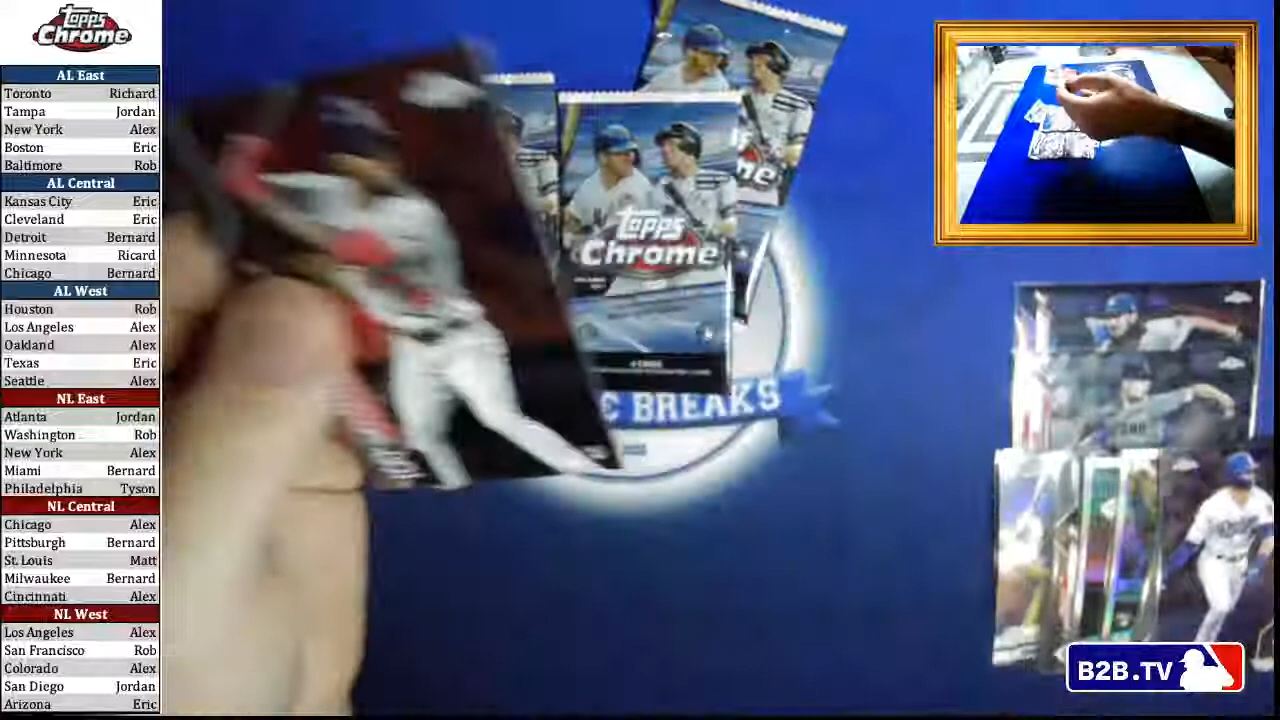 Topps
Chrome
AL East
Toronto Richard
Tampa Jordan
New York Alex
Boston Eric
Baltimore Rob
AL Central
Kansas City Eric
Cleveland Eric
Detroit Bernard
Minnesota Ricard
Chicago Bernard
AL West
Houston Rob
Los Angeles Alex
Oakland Alex
Texas Eric
Seattle Alex
NL East
Atlanta Jordan
Washington Rob
New York Alex
Miami Bernard
Philadelphia Tyson
NL Central
Chicago Alex
Pittsburgh Bernard
St. Louis Matt
Milwaukee Bernard
Cincinnati Alex
NL West
Los Angeles Alex
San Francisco Rob
Colorado Alex
San Diego Jordan
Arizona Eric
Topps
Chrome
C BREAKS
B2B.TV